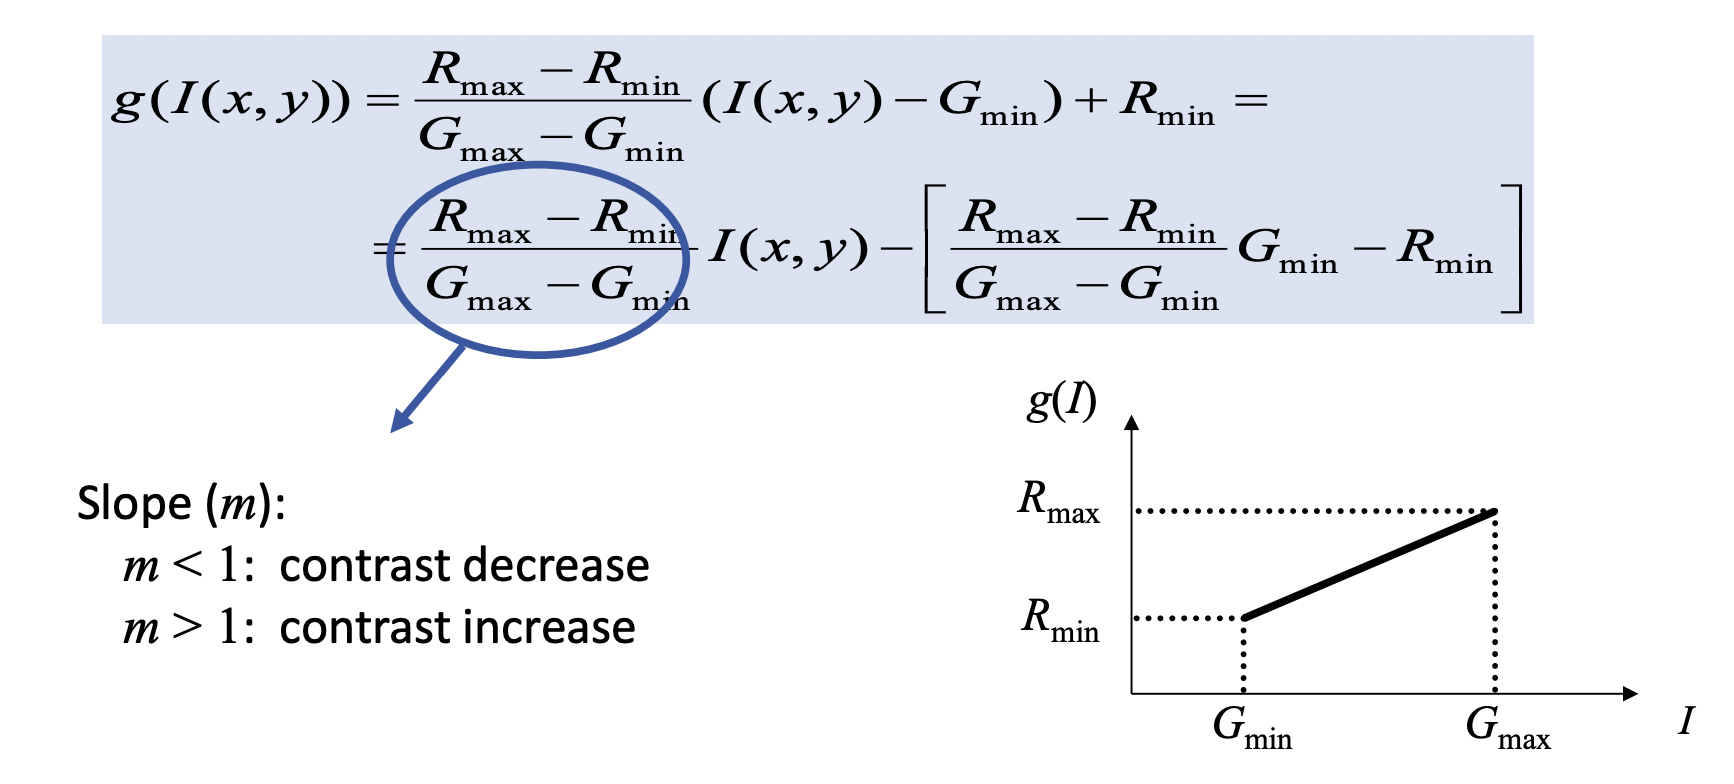 g(I(x, y)) = \frac{R_{max} − R_{min}}{G_{max} − G_{min}} (I(x, y) − G_{min}) + R_{min} =
= \frac{R_{max} − R_{min}}{G_{max} − G_{min}} I(x, y) − \left[ \frac{R_{max} − R_{min}}{G_{max} − G_{min}} G_{min} − R_{min} \right]
Slope (m):
m < 1: contrast decrease
m > 1: contrast increase
g(I)
R_{max}
R_{min}
G_{min} G_{max} I